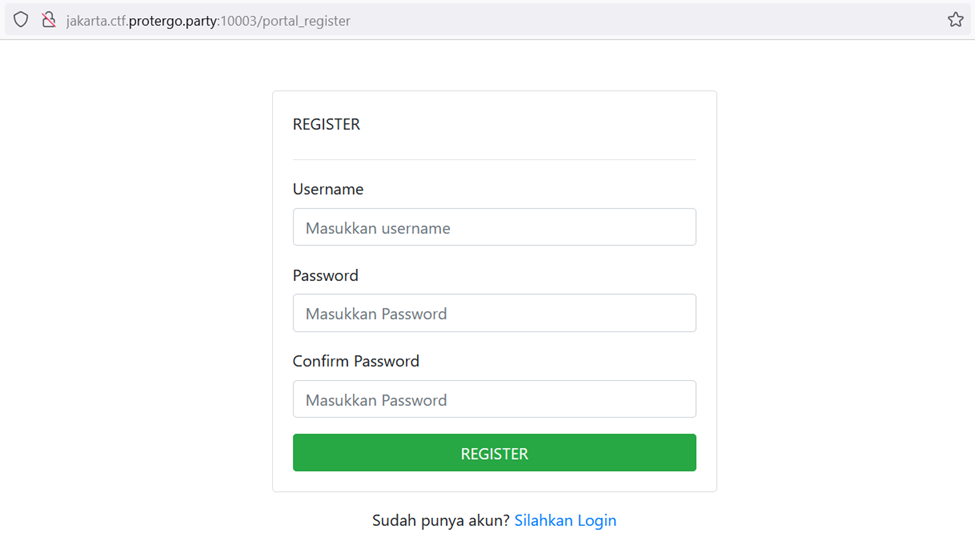 jakarta.ctf.protergo.party:10003/portal_register
REGISTER
Username
Masukkan username
Password
Masukkan Password
Confirm Password
Masukkan Password
REGISTER
Sudah punya akun? Silahkan Login